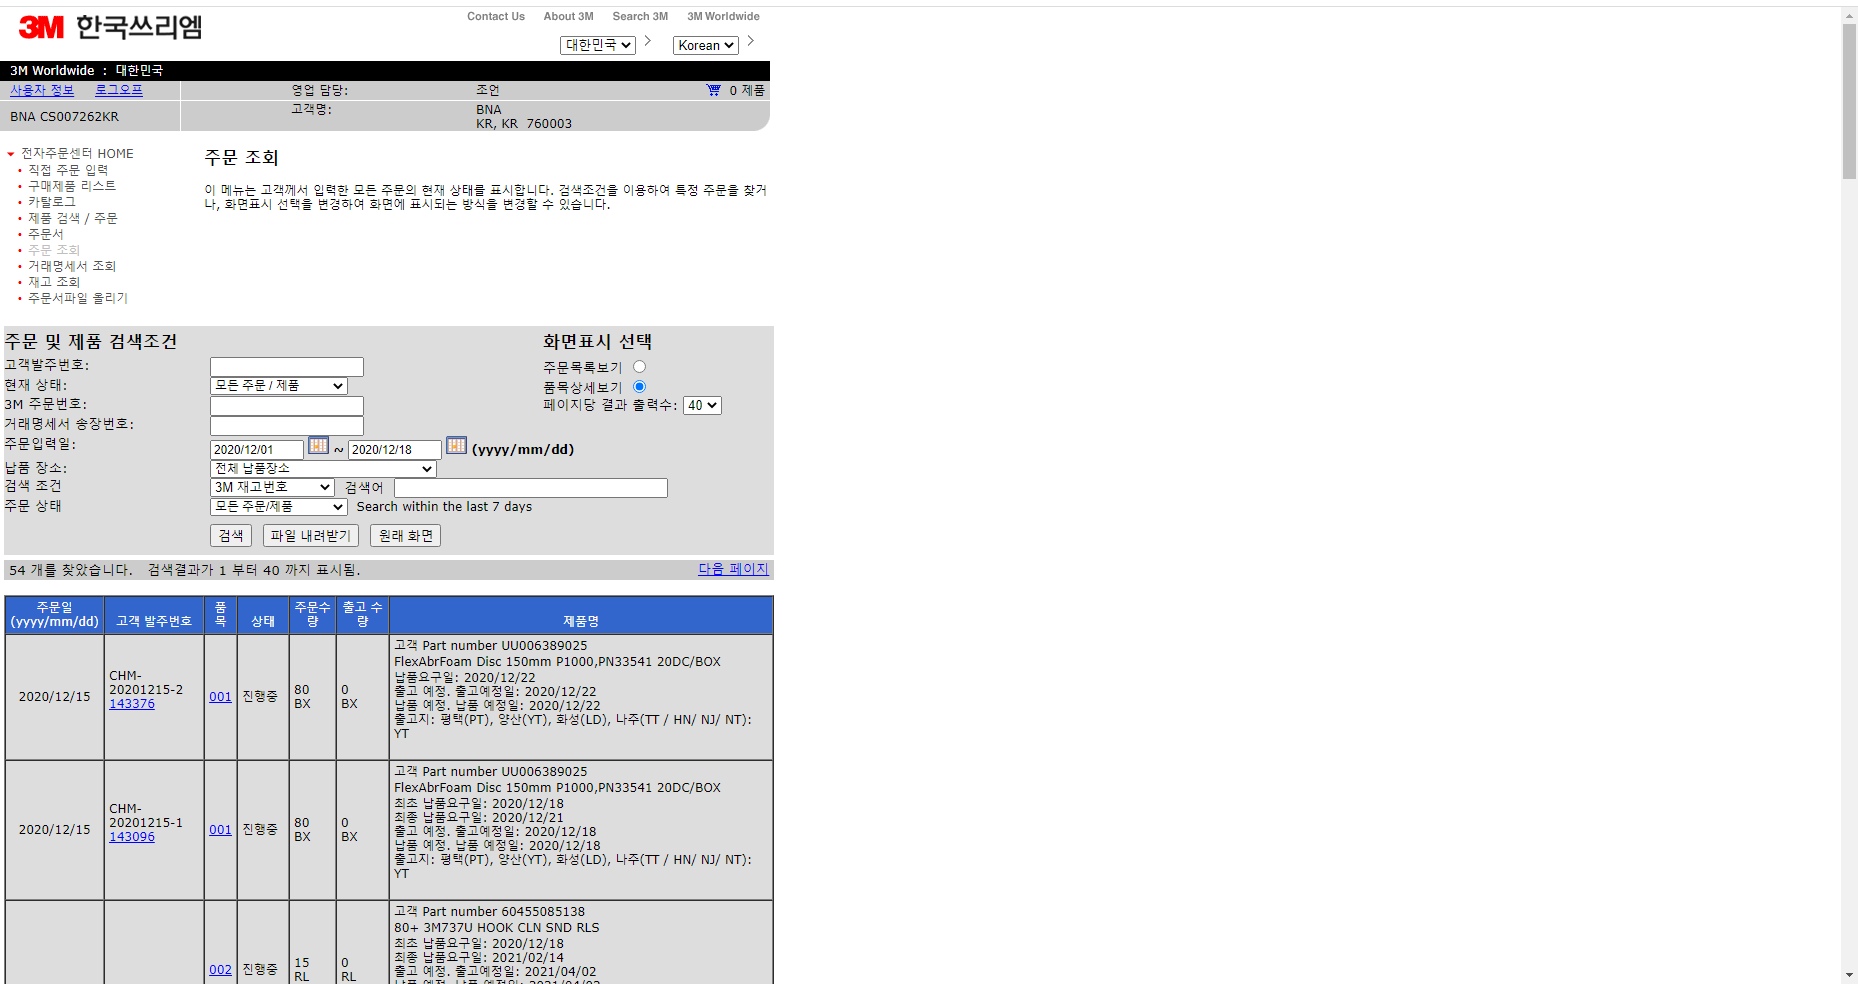 3M 한국쓰리엠
Contact Us About 3M Search 3M 3M Worldwide
대한민국 Korean
3M Worldwide : 대한민국
사용자 정보 로그오프 영업 담당: 조언 0 제품
BNA CS007262KR 고객명: BNA
KR, KR 760003
전자주문센터 HOME
직접 주문 입력
구매제품 리스트
카탈로그
제품 검색 / 주문
주문서
주문 조회
거래명세서 조회
재고 조회
주문서파일 올리기
주문 조회
이 메뉴는 고객께서 입력한 모든 주문의 현재 상태를 표시합니다. 검색조건을 이용하여 특정 주문을 찾거
나, 화면표시 선택을 변경하여 화면에 표시되는 방식을 변경할 수 있습니다.
주문 및 제품 검색조건 화면표시 선택
고객발주번호: 주문목록보기
현재 상태: 모든 주문 / 제품 품목상세보기
3M 주문번호: 페이지당 결과 출력수: 40
거래명세서 송장번호:
주문입력일: 2020/12/01 ~ 2020/12/18 (yyyy/mm/dd)
납품 장소: 전체 납품장소
검색 조건 3M 재고번호 검색어
주문 상태 모든 주문/제품 Search within the last 7 days
검색 파일 내려받기 원래 화면
54 개를 찾았습니다. 검색결과가 1 부터 40 까지 표시됨. 다음 페이지
주문일 (yyyy/mm/dd) 고객 발주번호 품목 상태 주문수량 출고 수량 제품명
2020/12/15 CHM-20201215-2 143376 001 진행중 80 BX 0 BX
고객 Part number UU006389025
FlexAbrFoam Disc 150mm P1000,PN33541 20DC/BOX
납품요구일: 2020/12/22
출고 예정. 출고예정일: 2020/12/22
납품 예정. 납품 예정일: 2020/12/22
출고지: 평택(PT), 양산(YT), 화성(LD), 나주(TT / HN/ NJ/ NT):
YT
2020/12/15 CHM-20201215-1 143096 001 진행중 80 BX 0 BX
고객 Part number UU006389025
FlexAbrFoam Disc 150mm P1000,PN33541 20DC/BOX
최초 납품요구일: 2020/12/18
최종 납품요구일: 2020/12/21
출고 예정. 출고예정일: 2020/12/18
납품 예정. 납품 예정일: 2020/12/18
출고지: 평택(PT), 양산(YT), 화성(LD), 나주(TT / HN/ NJ/ NT):
YT
002 진행중 15 RL 0 RL
고객 Part number 60455085138
80+ 3M737U HOOK CLN SND RLS
최초 납품요구일: 2020/12/18
최종 납품요구일: 2021/02/14
출고 예정. 출고예정일: 2021/04/02